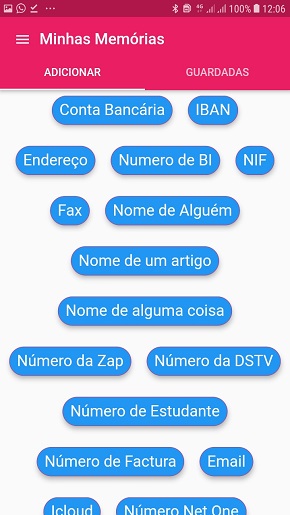 100% 12:06
Minhas Memórias
ADICIONAR GUARDADAS
Conta Bancária IBAN
Endereço Numero de BI NIF
Fax Nome de Alguém
Nome de um artigo
Nome de alguma coisa
Número da Zap Número da DSTV
Número de Estudante
Número de Factura Email
Icloud Número Net One